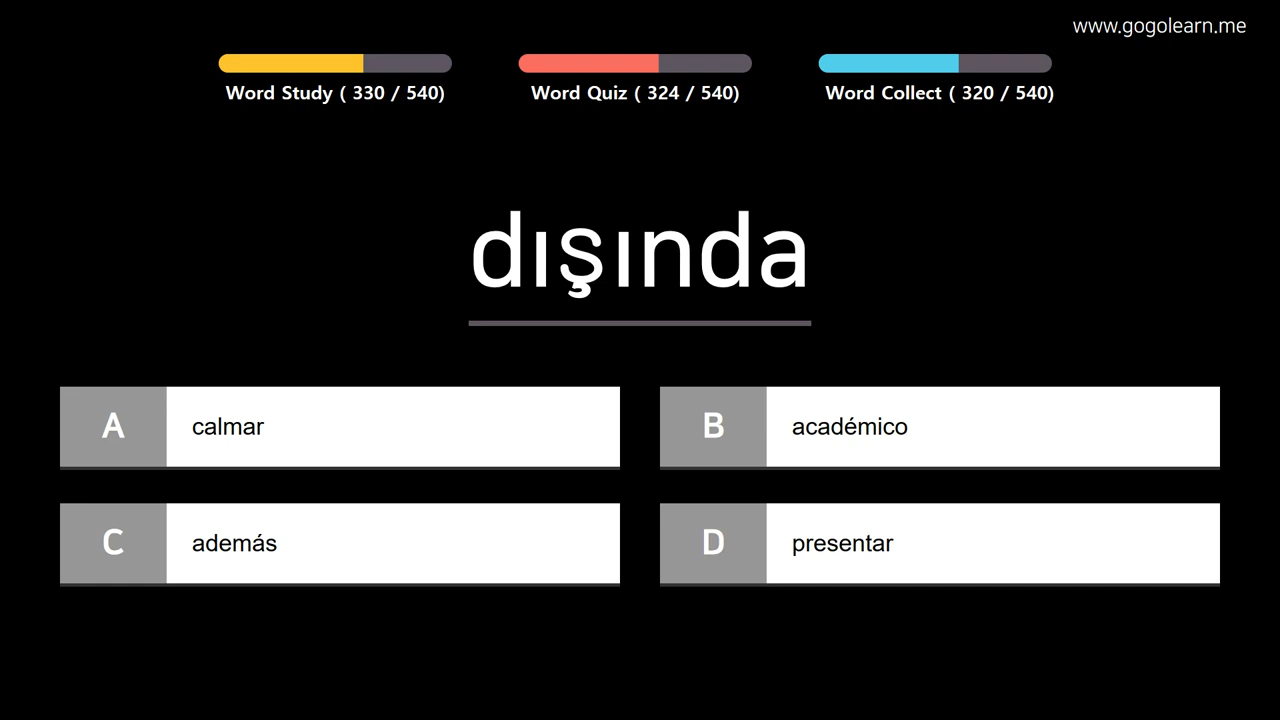 www.gogolearn.me
Word Study ( 330 / 540)
Word Quiz ( 324 / 540)
Word Collect ( 320 / 540)
dışında
A calmar
B académico
C además
D presentar